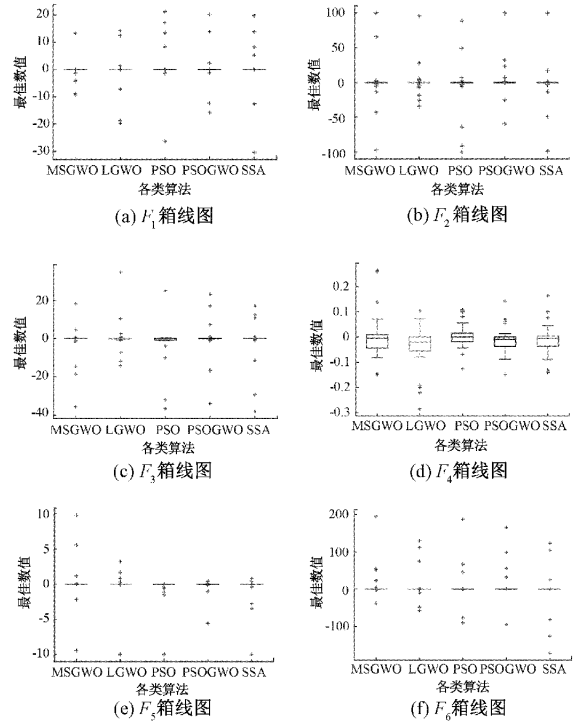 20
10
0
-10
-20
-30
最佳数值
MSGWO LGWO PSO PSOGWO SSA
各类算法
(a) F1箱线图
100
50
0
-50
-100
最佳数值
MSGWO LGWO PSO PSOGWO SSA
各类算法
(b) F2箱线图
20
0
-20
-40
最佳数值
MSGWO LGWO PSO PSOGWO SSA
各类算法
(c) F3箱线图
0.2
0.1
0
-0.1
-0.2
-0.3
最佳数值
MSGWO LGWO PSO PSOGWO SSA
各类算法
(d) F4箱线图
10
5
0
-5
-10
最佳数值
MSGWO LGWO PSO PSOGWO SSA
各类算法
(e) F5箱线图
200
100
0
-100
最佳数值
MSGWO LGWO PSO PSOGWO SSA
各类算法
(f) F6箱线图